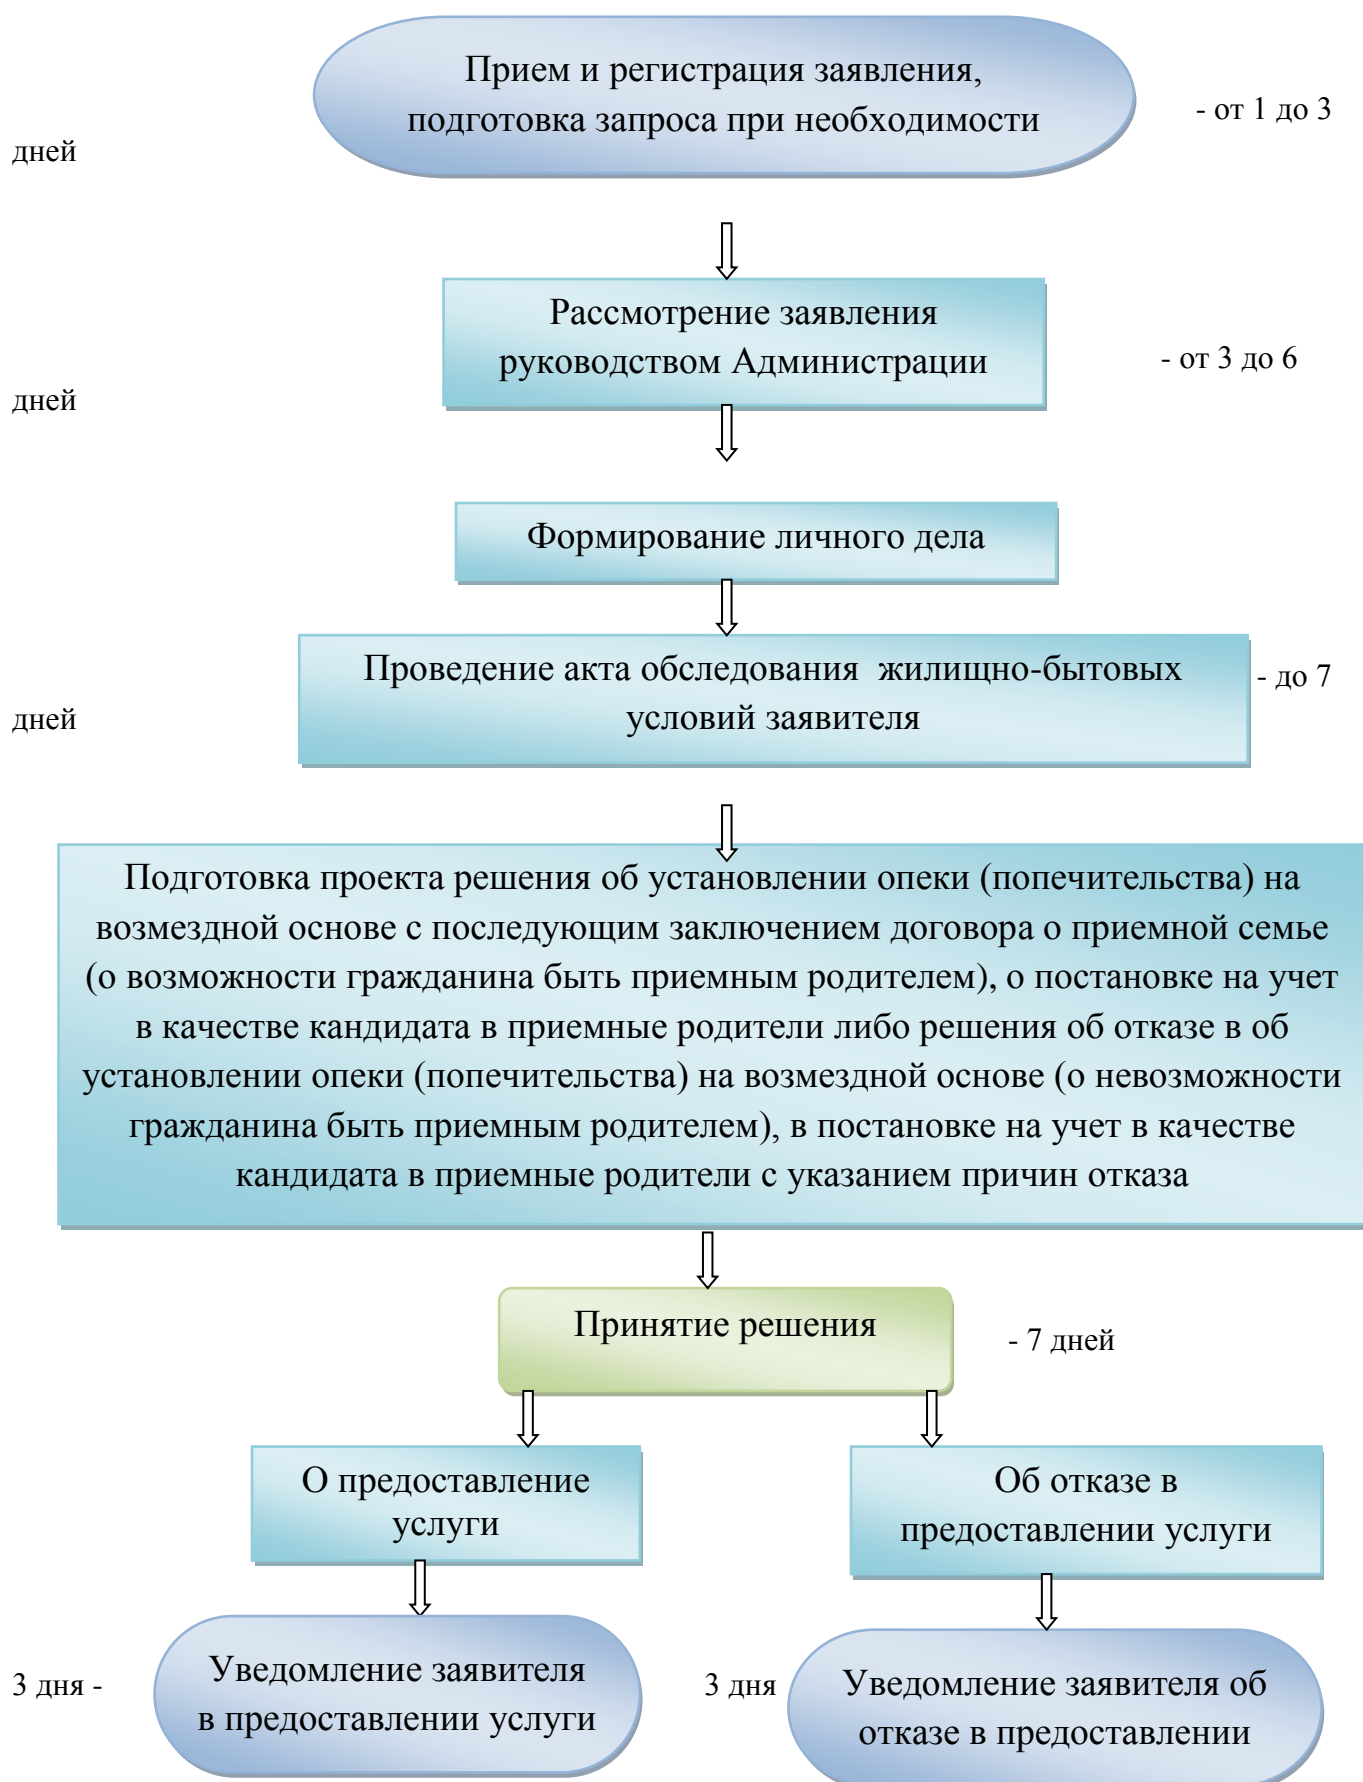 Прием и регистрация заявления,
подготовка запроса при необходимости
- от 1 до 3
дней
Рассмотрение заявления
руководством Администрации
- от 3 до 6
дней
Формирование личного дела
Проведение акта обследования жилищно-бытовых
условий заявителя
- до 7
дней
Подготовка проекта решения об установлении опеки (попечительства) на
возмездной основе с последующим заключением договора о приемной семье
(о возможности гражданина быть приемным родителем), о постановке на учет
в качестве кандидата в приемные родители либо решения об отказе в об
установлении опеки (попечительства) на возмездной основе (о невозможности
гражданина быть приемным родителем), в постановке на учет в качестве
кандидата в приемные родители с указанием причин отказа
Принятие решения
- 7 дней
О предоставление
услуги
Об отказе в
предоставлении услуги
3 дня -
Уведомление заявителя
в предоставлении услуги
3 дня
Уведомление заявителя об
отказе в предоставлении